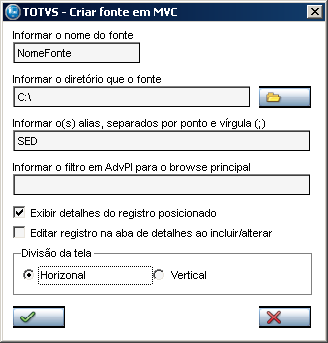 TOTVS - Criar fonte em MVC
Informar o nome do fonte
NomeFonte
Informar o diretório que o fonte
C:\
Informar o(s) alias, separados por ponto e vírgula (;)
SED
Informar o filtro em AdvPl para o browse principal
Exibir detalhes do registro posicionado
Editar registro na aba de detalhes ao incluir/alterar
Divisão da tela
Horizonal
Vertical